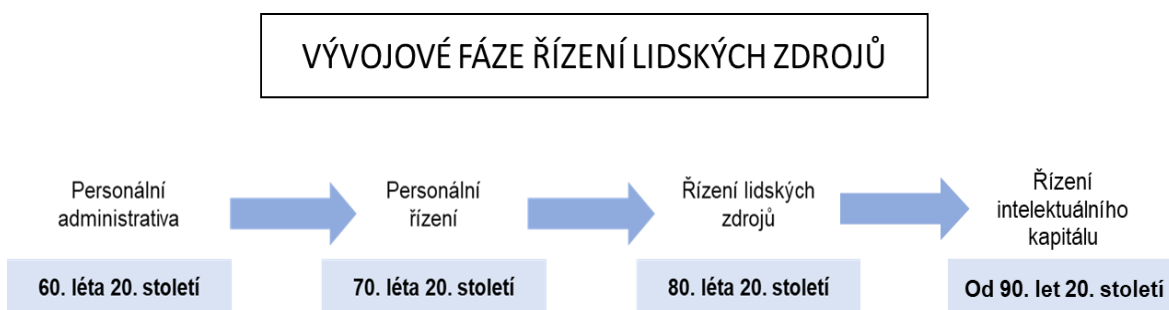 VÝVOJOVÉ FÁZE ŘÍZENÍ LIDSKÝCH ZDROJŮ
Personální
administrativa
60. léta 20. století
Personální
řízení
70. léta 20. století
Řízení lidských
zdrojů
80. léta 20. století
Řízení
intelektuálního
kapitálu
Od 90. let 20. století